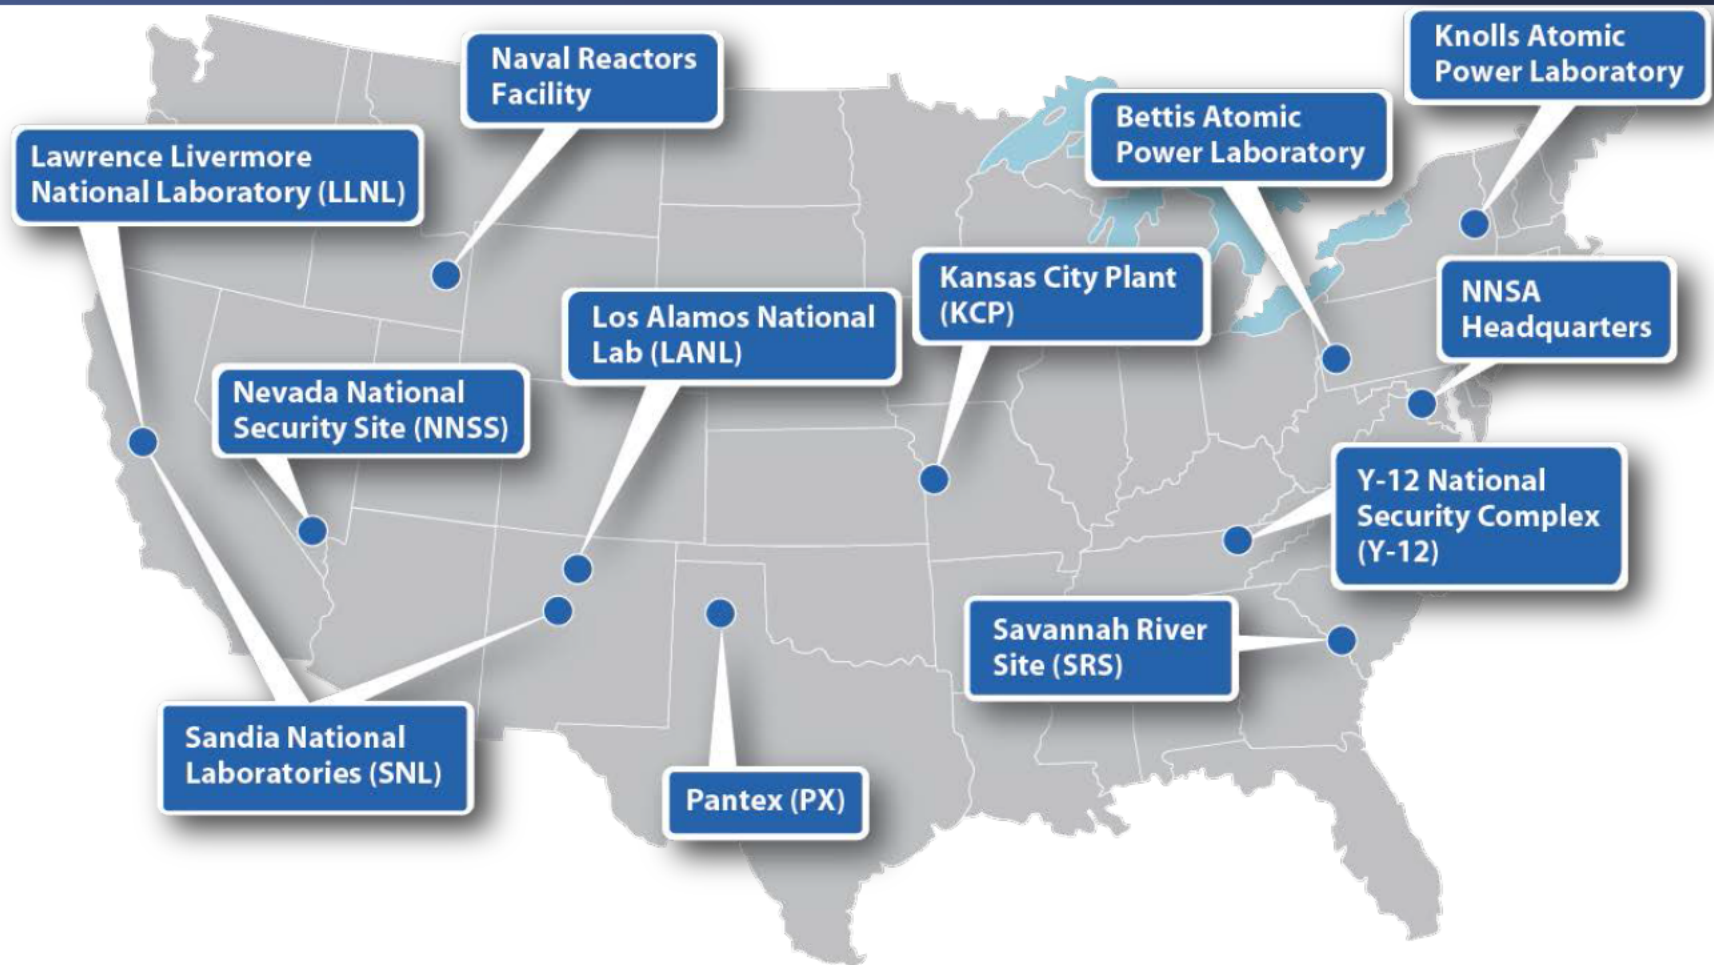 Knolls Atomic
Power Laboratory
Naval Reactors
Facility
Bettis Atomic
Power Laboratory
Lawrence Livermore
National Laboratory (LLNL)
Kansas City Plant
(KCP)
NNSA
Headquarters
Los Alamos National
Lab (LANL)
Nevada National
Security Site (NNSS)
Y-12 National
Security Complex
(Y-12)
Savannah River
Site (SRS)
Sandia National
Laboratories (SNL)
Pantex (PX)